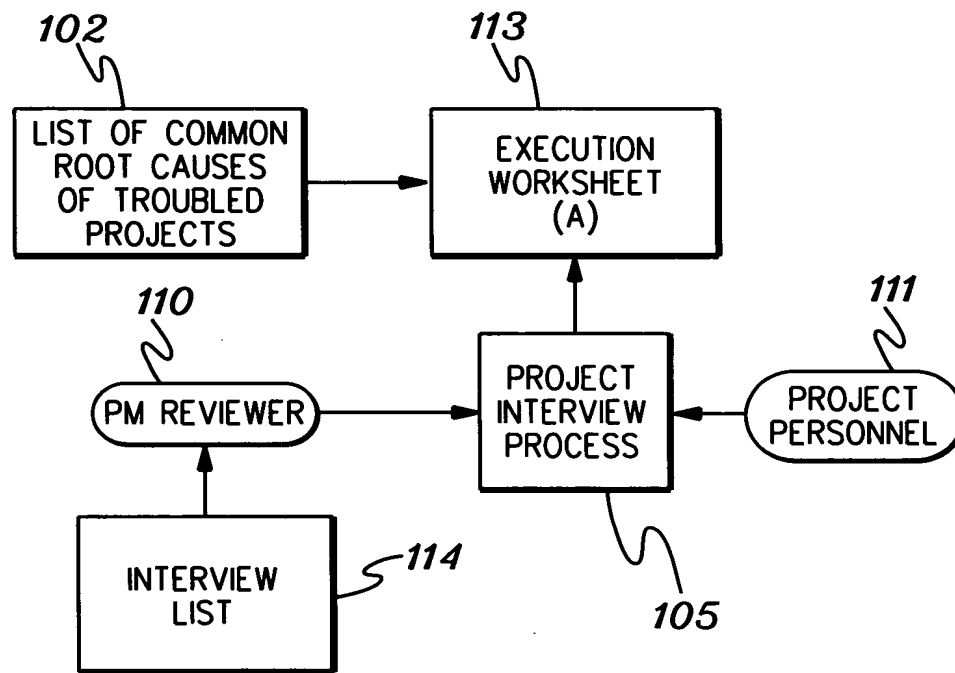 102
LIST OF COMMON
ROOT CAUSES
OF TROUBLED
PROJECTS
113
EXECUTION
WORKSHEET
(A)
110
PM REVIEWER
PROJECT
INTERVIEW
PROCESS
111
PROJECT
PERSONNEL
INTERVIEW
LIST
114
105